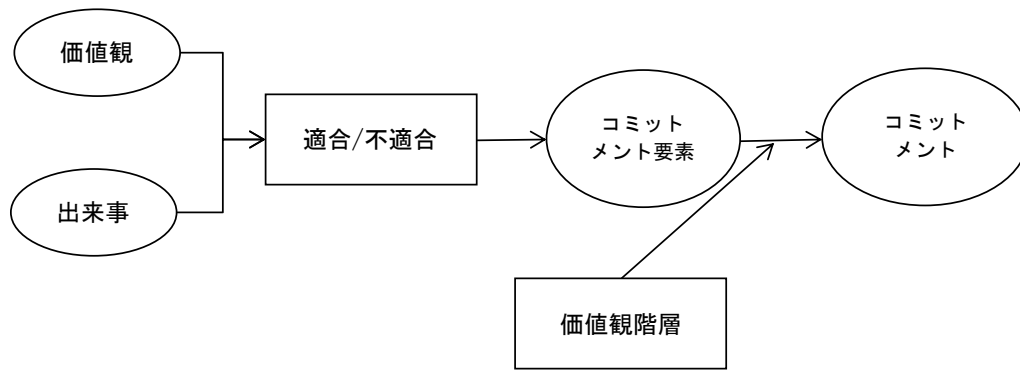 価値観
適合/不適合
出来事
コミット
メント要素
コミット
メント
価値観階層